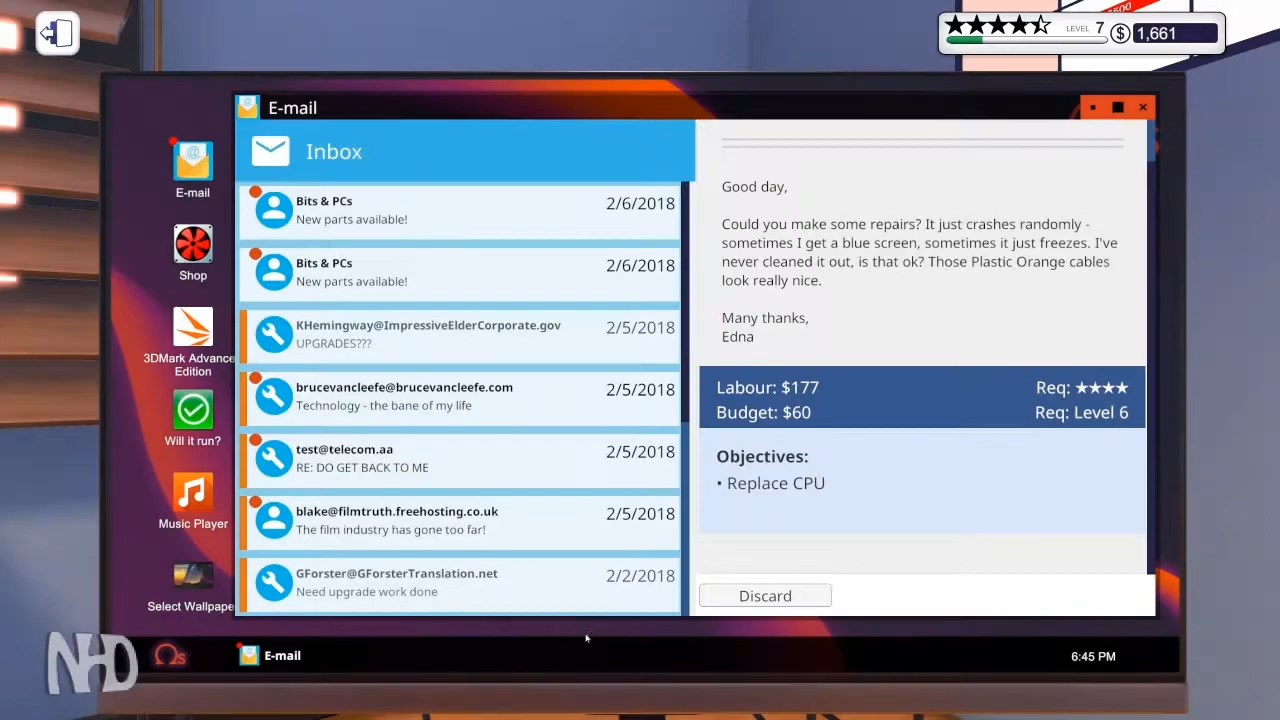 LEVEL 7
$ 1,661
$500
E-mail
Inbox
E-mail
Shop
3DMark Advance
Edition
Will it run?
Music Player
Select Wallpape
Bits & PCs
2/6/2018
New parts available!
Bits & PCs
2/6/2018
New parts available!
KHemingway@ImpressiveElderCorporate.gov
2/5/2018
UPGRADES???
brucevancleefe@brucevancleefe.com
2/5/2018
Technology - the bane of my life
test@telecom.aa
2/5/2018
RE: DO GET BACK TO ME
blake@filmtruth.freehosting.co.uk
2/5/2018
The film industry has gone too far!
GForster@GForsterTranslation.net
2/2/2018
Need upgrade work done
Good day,
Could you make some repairs? It just crashes randomly -
sometimes I get a blue screen, sometimes it just freezes. I've
never cleaned it out, is that ok? Those Plastic Orange cables
look really nice.
Many thanks,
Edna
Labour: $177
Req: ★★★★
Budget: $60
Req: Level 6
Objectives:
• Replace CPU
Discard
NHD
Ωs
E-mail
6:45 PM